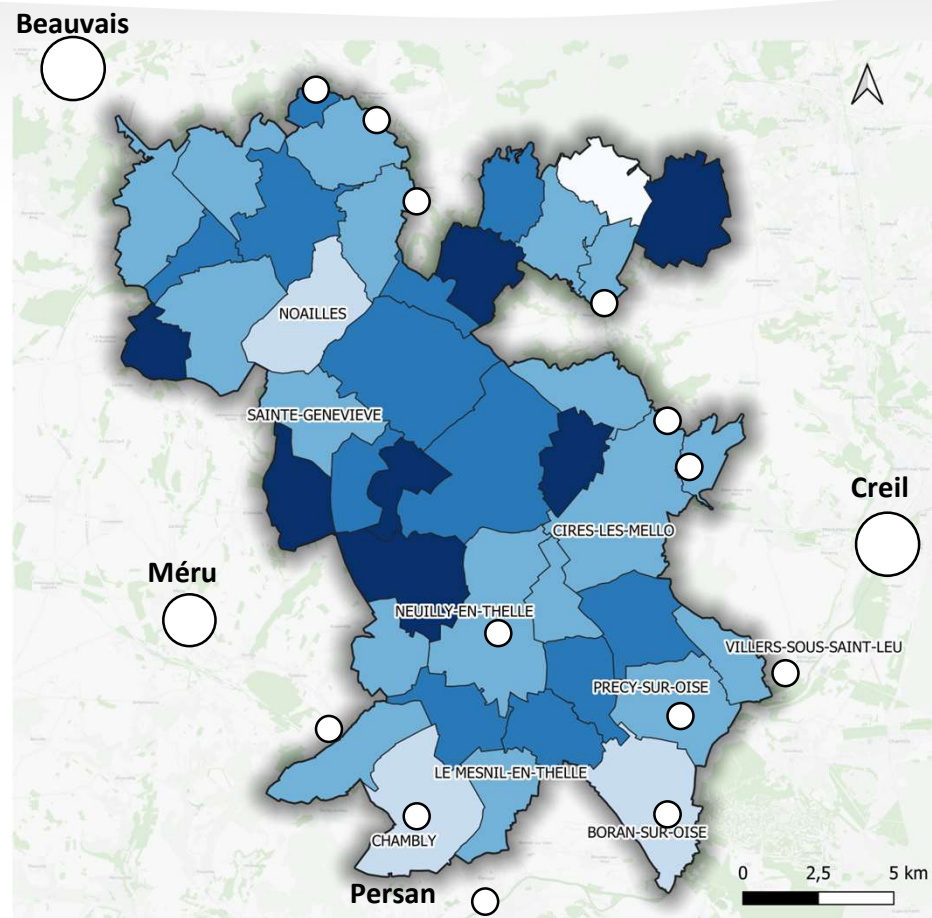 Beauvais
NOAILLES
SAINTE-GENEVIEVE
Creil
CIRES-LES-MELLO
Méru
NEUILLY-EN-THELLE
VILLERS-SOUS-SAINT-LEU
PRECY-SUR-OISE
LE MESNIL-EN-THELLE
CHAMBLY
BORAN-SUR-OISE
0 2,5 5 km
Persan